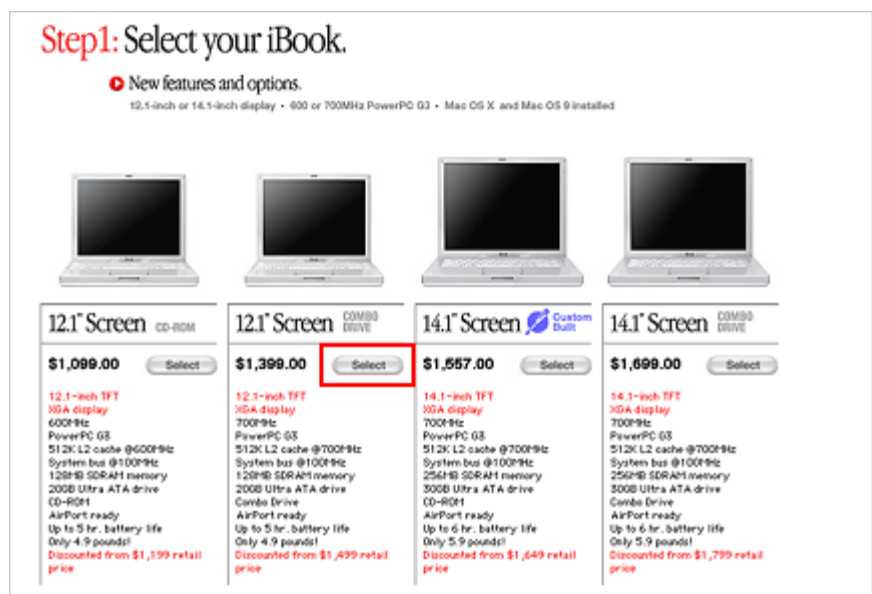 Step1: Select your iBook.
New features and options.
12.1-inch or 14.1-inch display • 600 or 700MHz PowerPC G3 • Mac OS X and Mac OS 9 installed
12.1" Screen CD-ROM
$1,099.00 Select
12.1-inch TFT
XGA display
600MHz
PowerPC G3
512K L2 cache @600MHz
System bus @100MHz
128MB SDRAM memory
20GB Ultra ATA drive
CD-ROM
AirPort ready
Up to 5 hr. battery life
Only 4.9 pounds!
Discounted from $1,199 retail
price
12.1" Screen COMBO
DRIVE
$1,399.00 Select
12.1-inch TFT
XGA display
700MHz
PowerPC G3
512K L2 cache @700MHz
System bus @100MHz
128MB SDRAM memory
20GB Ultra ATA drive
Combo Drive
AirPort ready
Up to 5 hr. battery life
Only 4.9 pounds!
Discounted from $1,499 retail
price
14.1" Screen Custom
Built
$1,557.00 Select
14.1-inch TFT
XGA display
700MHz
PowerPC G3
512K L2 cache @700MHz
System bus @100MHz
256MB SDRAM memory
30GB Ultra ATA drive
CD-ROM
AirPort ready
Up to 6 hr. battery life
Only 5.9 pounds!
Discounted from $1,649 retail
price
14.1" Screen COMBO
DRIVE
$1,699.00 Select
14.1-inch TFT
XGA display
700MHz
PowerPC G3
512K L2 cache @700MHz
System bus @100MHz
256MB SDRAM memory
30GB Ultra ATA drive
Combo Drive
AirPort ready
Up to 6 hr. battery life
Only 5.9 pounds!
Discounted from $1,799 retail
price